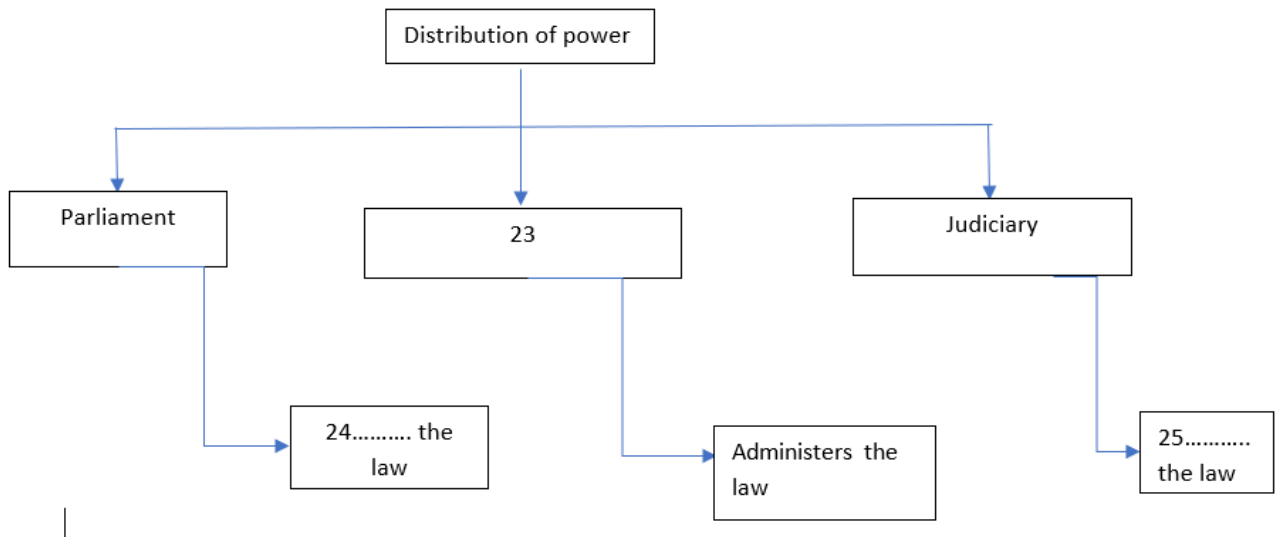 Distribution of power
Parliament
23
Judiciary
24.......... the
law
Administers the
law
25...........
the law